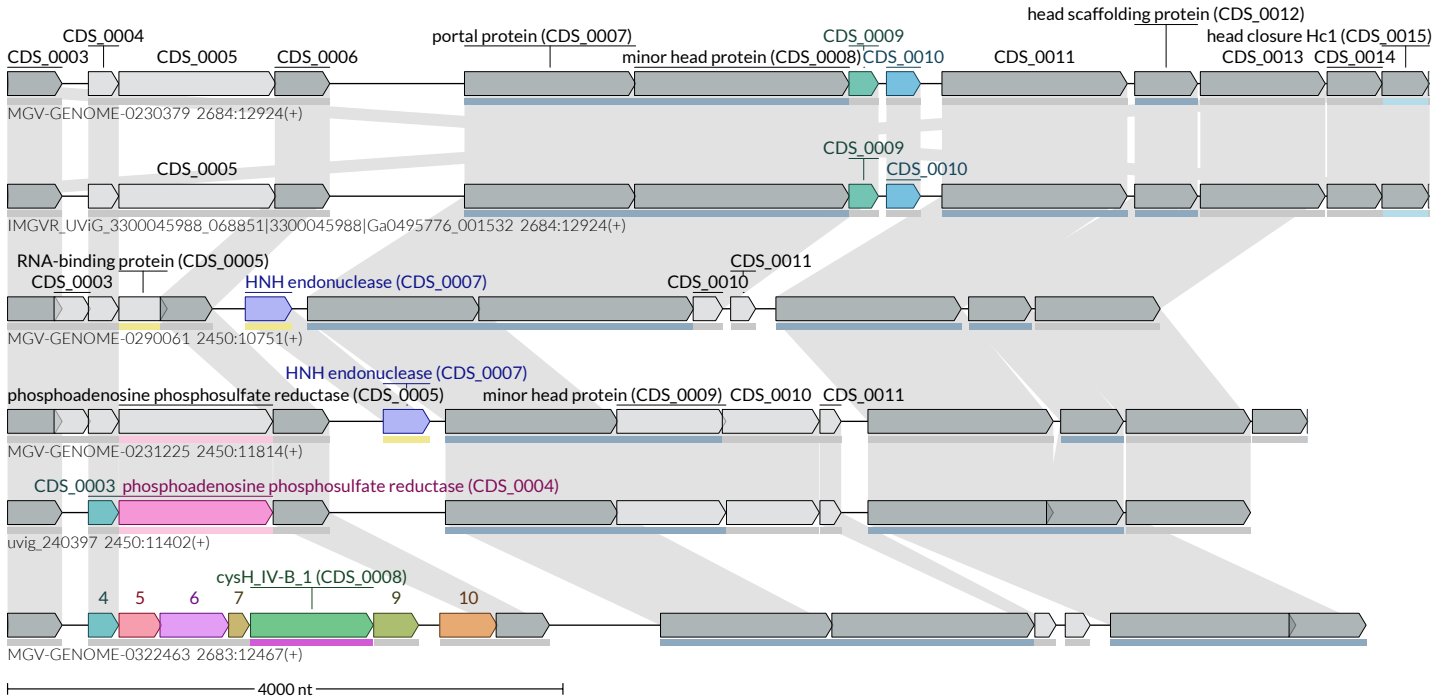 head scaffolding protein (CDS_0012)
CDS_0004 portal protein (CDS_0007) CDS_0009 head closure Hc1 (CDS_0015)
CDS_0003 CDS_0005 CDS_0006 minor head protein (CDS_0008) CDS_0010 CDS_0011 CDS_0013 CDS_0014
MGV-GENOME-0230379 2684:12924(+)
CDS_0009
CDS_0005 CDS_0010
IMGVR_UViG_3300045988_068851|3300045988|Ga0495776_001532 2684:12924(+)
RNA-binding protein (CDS_0005) CDS_0011
CDS_0003 HNH endonuclease (CDS_0007) CDS_0010
MGV-GENOME-0290061 2450:10751(+)
HNH endonuclease (CDS_0007)
phosphoadenosine phosphosulfate reductase (CDS_0005) minor head protein (CDS_0009) CDS_0010 CDS_0011
MGV-GENOME-0231225 2450:11814(+)
CDS_0003 phosphoadenosine phosphosulfate reductase (CDS_0004)
uvig_240397 2450:11402(+)
cysH_IV-B_1 (CDS_0008)
4 5 6 7 9 10
MGV-GENOME-0322463 2683:12467(+)
4000 nt